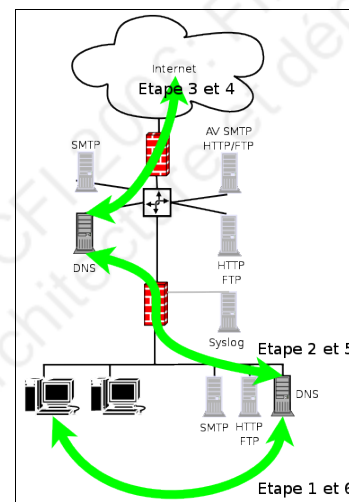 Internet
Etape 3 et 4
AV SMTP
HTTP/FTP
SMTP
DNS
HTTP
FTP
Syslog
Etape 2 et 5
DNS
SMTP
HTTP
FTP
Etape 1 et 6